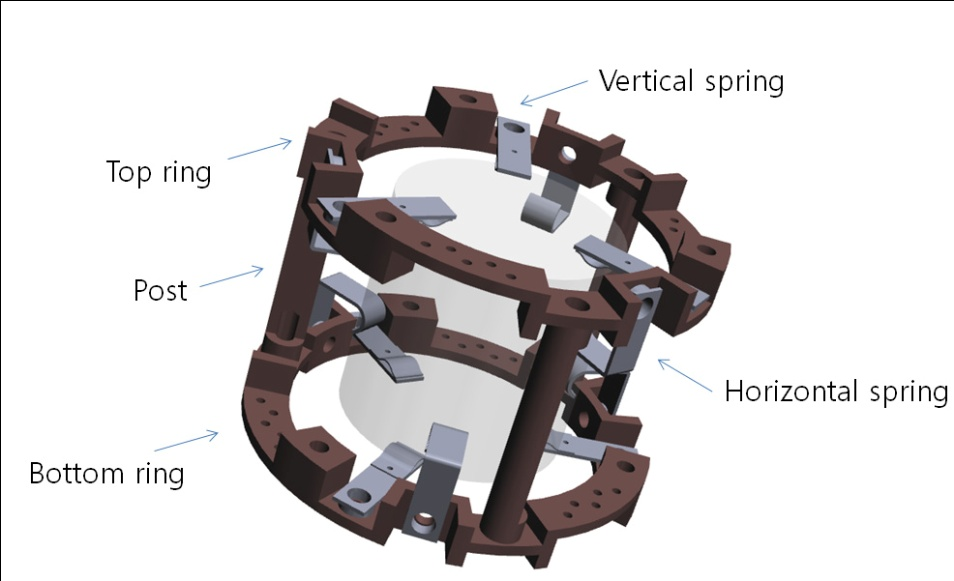 Vertical spring
Top ring
Post
Horizontal spring
Bottom ring